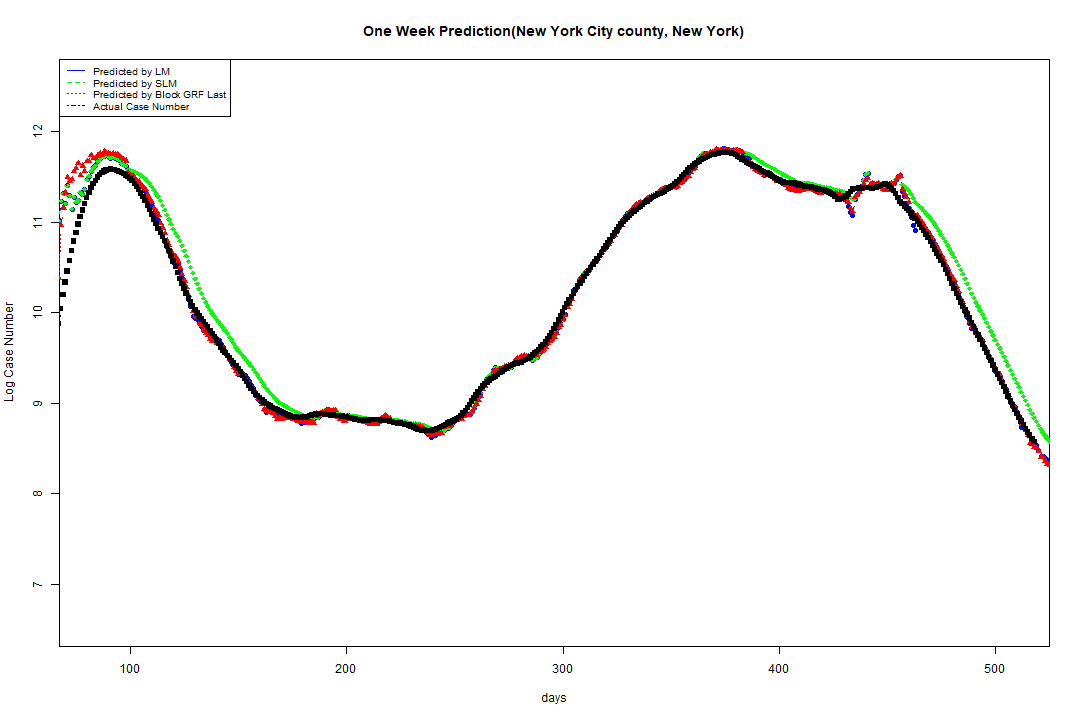 One Week Prediction(New York City county, New York)
Predicted by LM
Predicted by SLM
Predicted by Block GRF Last
Actual Case Number
12
11
10
9
8
7
Log Case Number
100 200 300 400 500
days